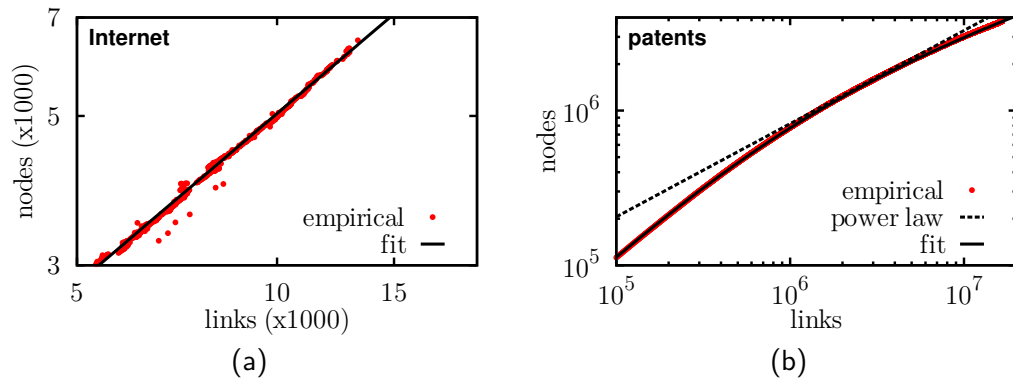 7
5
3
nodes (x1000)
Internet
empirical
fit
5
10
15
links (x1000)
(a)
10^6
10^5
nodes
patents
empirical
power law
fit
10^5
10^6
10^7
links
(b)